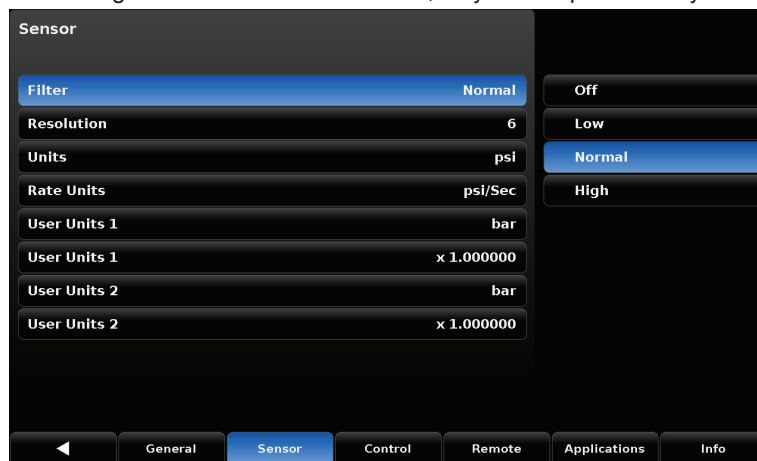 Sensor
Filter Normal
Resolution 6
Units psi
Rate Units psi/Sec
User Units 1 bar
User Units 1 x 1.000000
User Units 2 bar
User Units 2 x 1.000000
Off
Low
Normal
High
◀ General Sensor Control Remote Applications Info